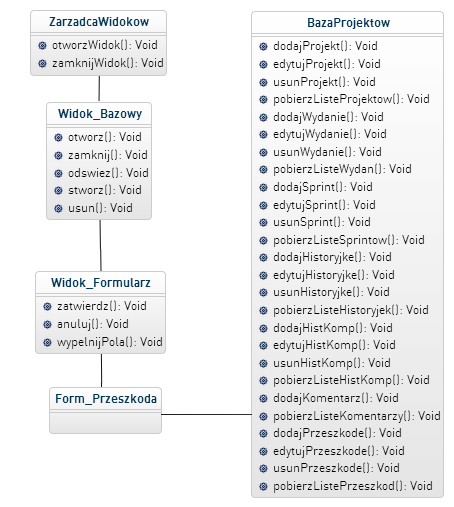 ZarzadcaWidokow
otworzWidok(): Void
zamknijWidok(): Void
Widok_Bazowy
otworz(): Void
zamknij(): Void
odswiez(): Void
stworz(): Void
usun(): Void
Widok_Formularz
zatwierdz(): Void
anuluj(): Void
wypelnijPola(): Void
Form_Przeszkoda
BazaProjektow
dodajProjekt(): Void
edytujProjekt(): Void
usunProjekt(): Void
pobierzListeProjektow(): Void
dodajWydanie(): Void
edytujWydanie(): Void
usunWydanie(): Void
pobierzListeWydan(): Void
dodajSprint(): Void
edytujSprint(): Void
usunSprint(): Void
pobierzListeSprintow(): Void
dodajHistoryjke(): Void
edytujHistoryjke(): Void
usunHistoryjke(): Void
pobierzListeHistoryjek(): Void
dodajHistKomp(): Void
edytujHistKomp(): Void
usunHistKomp(): Void
pobierzListeHistKomp(): Void
dodajKomentarz(): Void
pobierzListeKomentarzy(): Void
dodajPrzeszkode(): Void
edytujPrzeszkode(): Void
usunPrzeszkode(): Void
pobierzListePrzeszkod(): Void